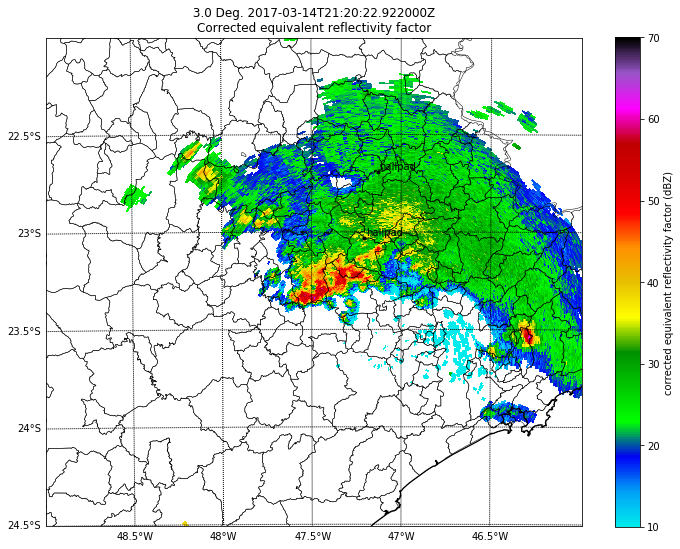 3.0 Deg. 2017-03-14T21:20:22.922000Z
Corrected equivalent reflectivity factor
22.5°S
23°S
23.5°S
24°S
24.5°S
48.5°W
48°W
47.5°W
47°W
46.5°W
hailpad
hailpad
70
60
50
40
30
20
10
corrected equivalent reflectivity factor (dBZ)